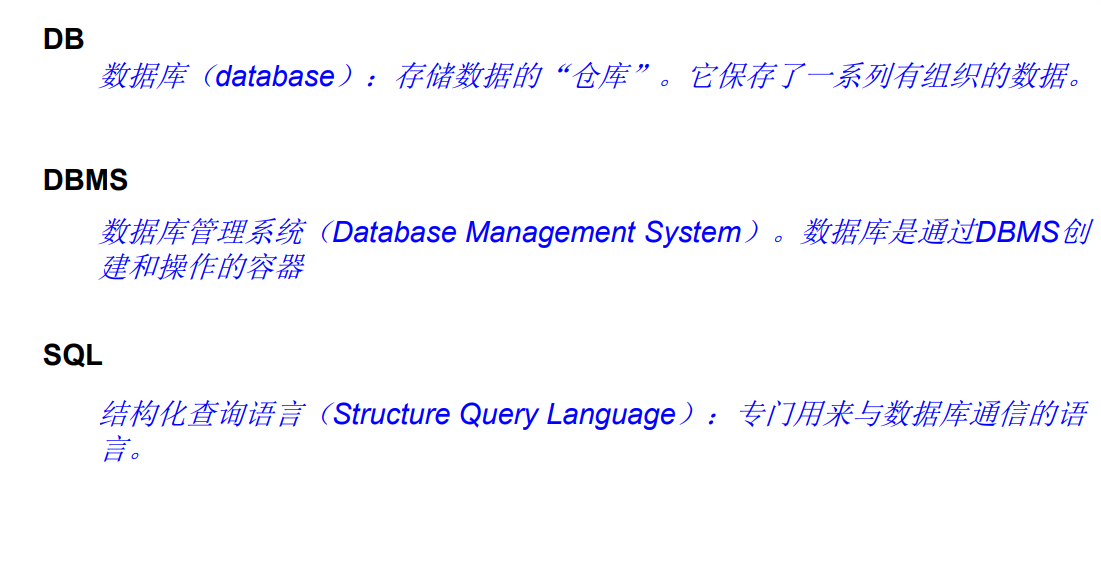 DB
数据库（database）：存储数据的“仓库”。它保存了一系列有组织的数据。
DBMS
数据库管理系统（Database Management System）。数据库是通过DBMS创
建和操作的容器
SQL
结构化查询语言（Structure Query Language）：专门用来与数据库通信的语
言。